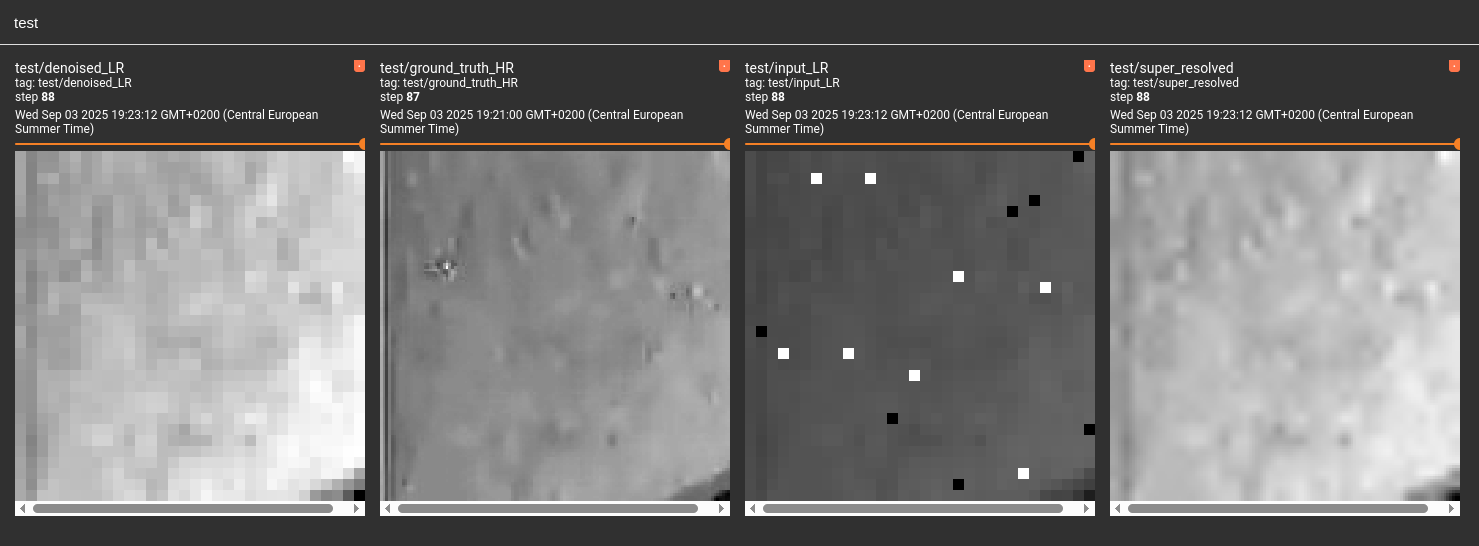 test
test/denoised_LR
tag: test/denoised_LR
step 88
Wed Sep 03 2025 19:23:12 GMT+0200 (Central European
Summer Time)
test/ground_truth_HR
tag: test/ground_truth_HR
step 87
Wed Sep 03 2025 19:21:00 GMT+0200 (Central European
Summer Time)
test/input_LR
tag: test/input_LR
step 88
Wed Sep 03 2025 19:23:12 GMT+0200 (Central European
Summer Time)
test/super_resolved
tag: test/super_resolved
step 88
Wed Sep 03 2025 19:23:12 GMT+0200 (Central European
Summer Time)